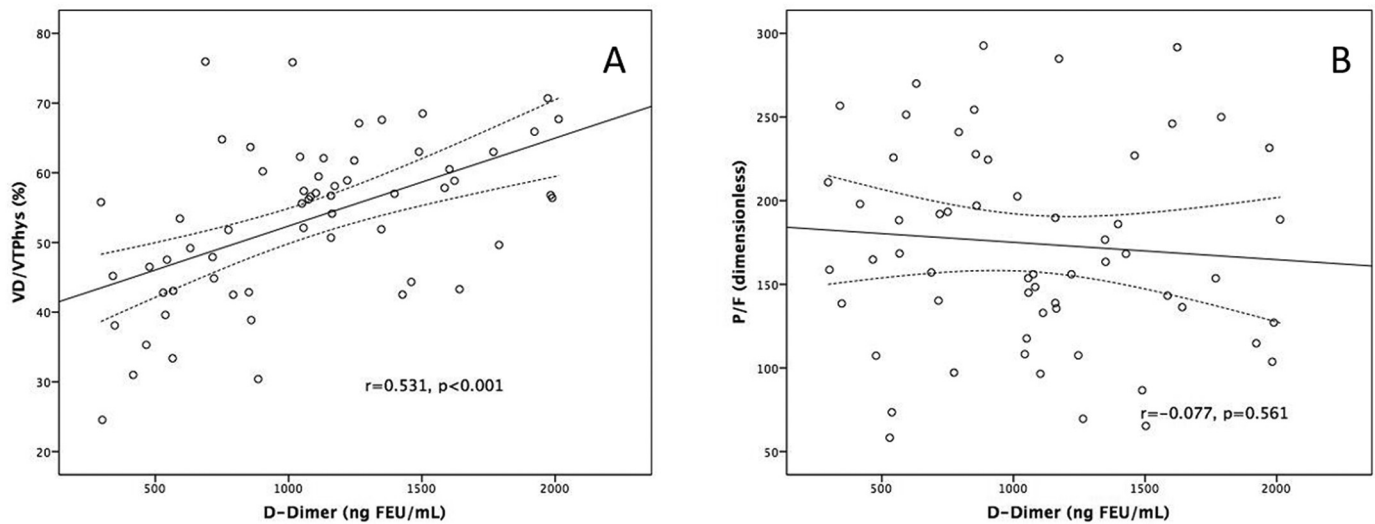 A
VD/VTPhys (%)
80
70
60
50
40
30
20
r=0.531, p<0.001
500 1000 1500 2000
D-Dimer (ng FEU/mL)
B
P/F (dimensionless)
300
250
200
150
100
50
r=-0.077, p=0.561
500 1000 1500 2000
D-Dimer (ng FEU/mL)